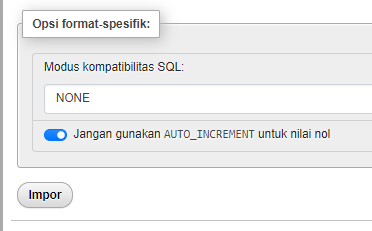 Opsi format-spesifik:
Modus kompatibilitas SQL:
NONE
Jangan gunakan AUTO_INCREMENT untuk nilai nol
Impor